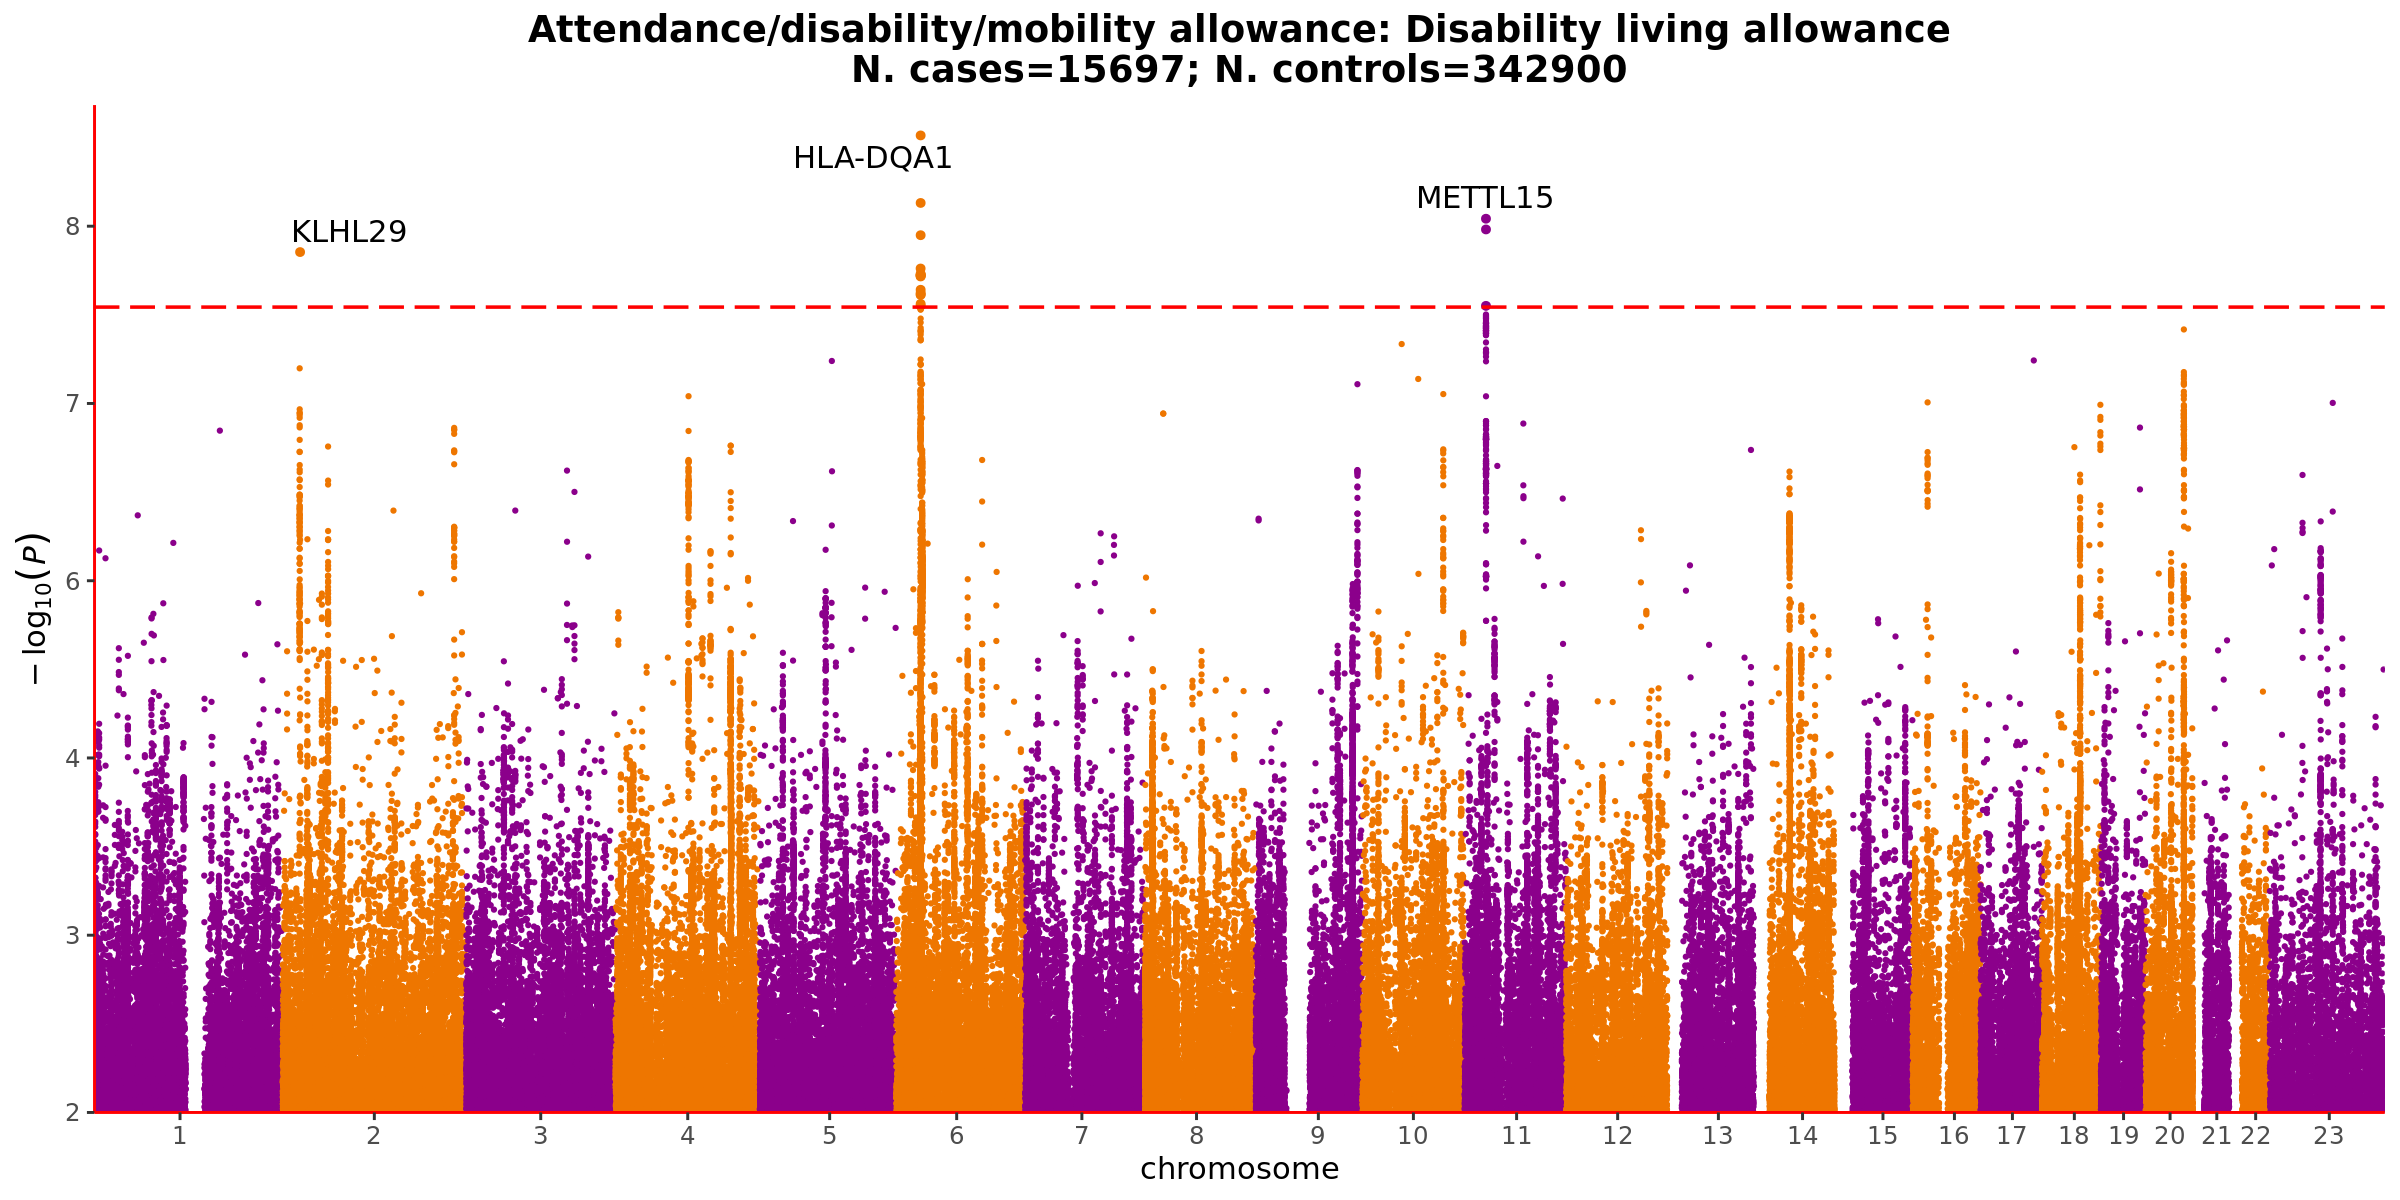 Attendance/disability/mobility allowance: Disability living allowance
N. cases=15697; N. controls=342900
HLA-DQA1
METTL15
KLHL29
8
7
6
4
3
2
−log10(P)
1 2 3 4 5 6 7 8 9 10 11 12 13 14 15 16 17 18 19 20 21 22 23
chromosome